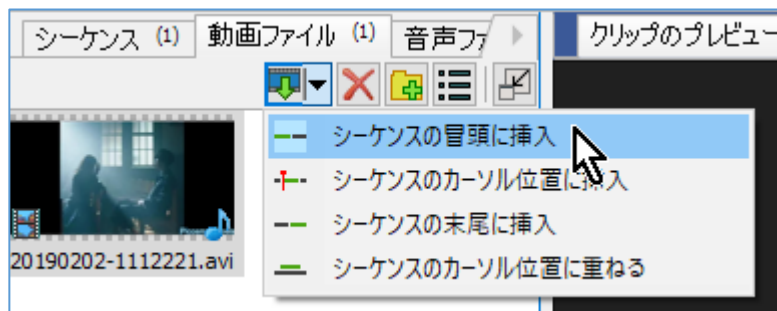 シーケンス (1) 動画ファイル (1) 音声ファ クリップのプレビュー
シーケンスの冒頭に挿入
シーケンスのカーソル位置に挿入
シーケンスの末尾に挿入
シーケンスのカーソル位置に重ねる
20190202-1112221.avi